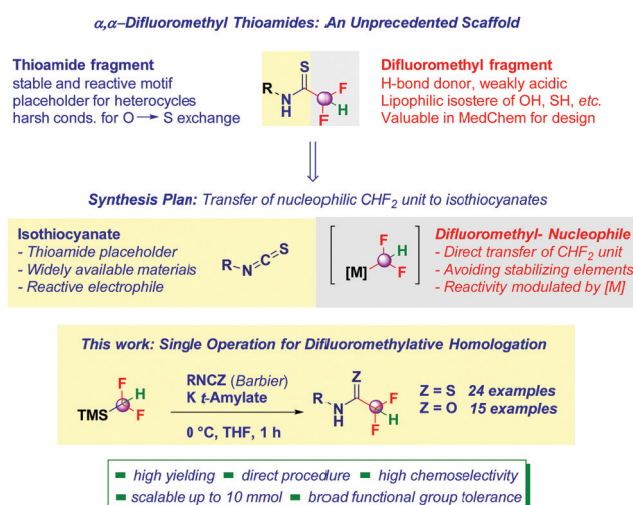 α,α–Difluoromethyl Thioamides: An Unprecedented Scaffold
Thioamide fragment
stable and reactive motif
placeholder for heterocycles
harsh conds. for O → S exchange
S
R
N
H
F
H
F
Difluoromethyl fragment
H-bond donor, weakly acidic
Lipophilic isostere of OH, SH, etc.
Valuable in MedChem for design
Synthesis Plan: Transfer of nucleophilic CHF₂ unit to isothiocyanates
Isothiocyanate
- Thioamide placeholder
- Widely available materials
- Reactive electrophile
R-N=C=S
[M]
F
H
F
Difluoromethyl- Nucleophile
- Direct transfer of CHF₂ unit
- Avoiding stabilizing elements
- Reactivity modulated by [M]
This work: Single Operation for Difluoromethylative Homologation
F
H
TMS
F
RNCZ (Barbier)
K t-Amylate
0 °C, THF, 1 h
Z
R
N
H
F
H
F
Z = S 24 examples
Z = O 15 examples
high yielding direct procedure high chemoselectivity
scalable up to 10 mmol broad functional group tolerance